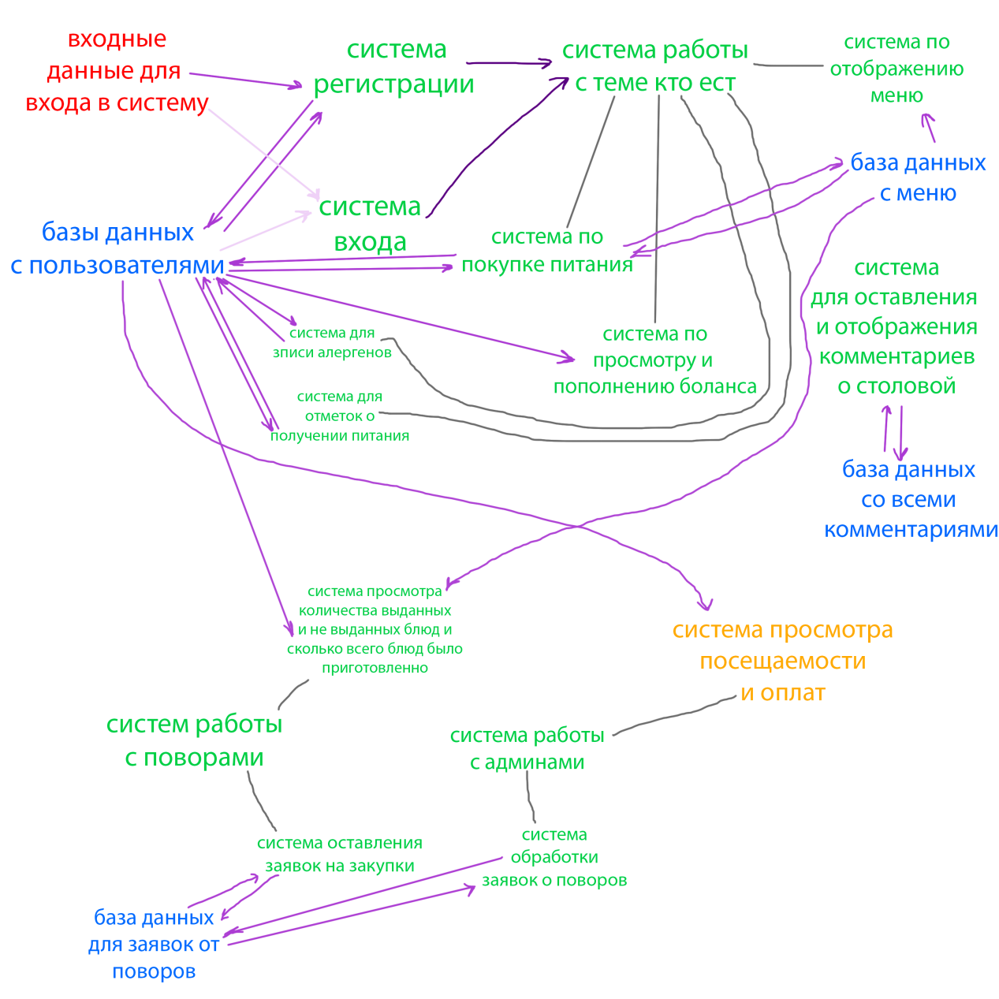 входные
данные для
входа в систему
система
регистрации
система работы
с теме кто ест
система по
отображению
меню
база данных
с меню
базы данных
с пользователями
система
входа
система по
покупке питания
система
для оставления
и отображения
комментариев
о столовой
система для
зписи алергенов
система по
просмотру и
пополнению боланса
система для
отметок о
получении питания
база данных
со всеми
комментариями
система просмотра
количества выданных
и не выданных блюд и
сколько всего блюд было
приготовленно
система просмотра
посещаемости
и оплат
систем работы
с поворами
система работы
с админами
система оставления
заявок на закупки
система
обработки
заявок о поворов
база данных
для заявок от
поворов